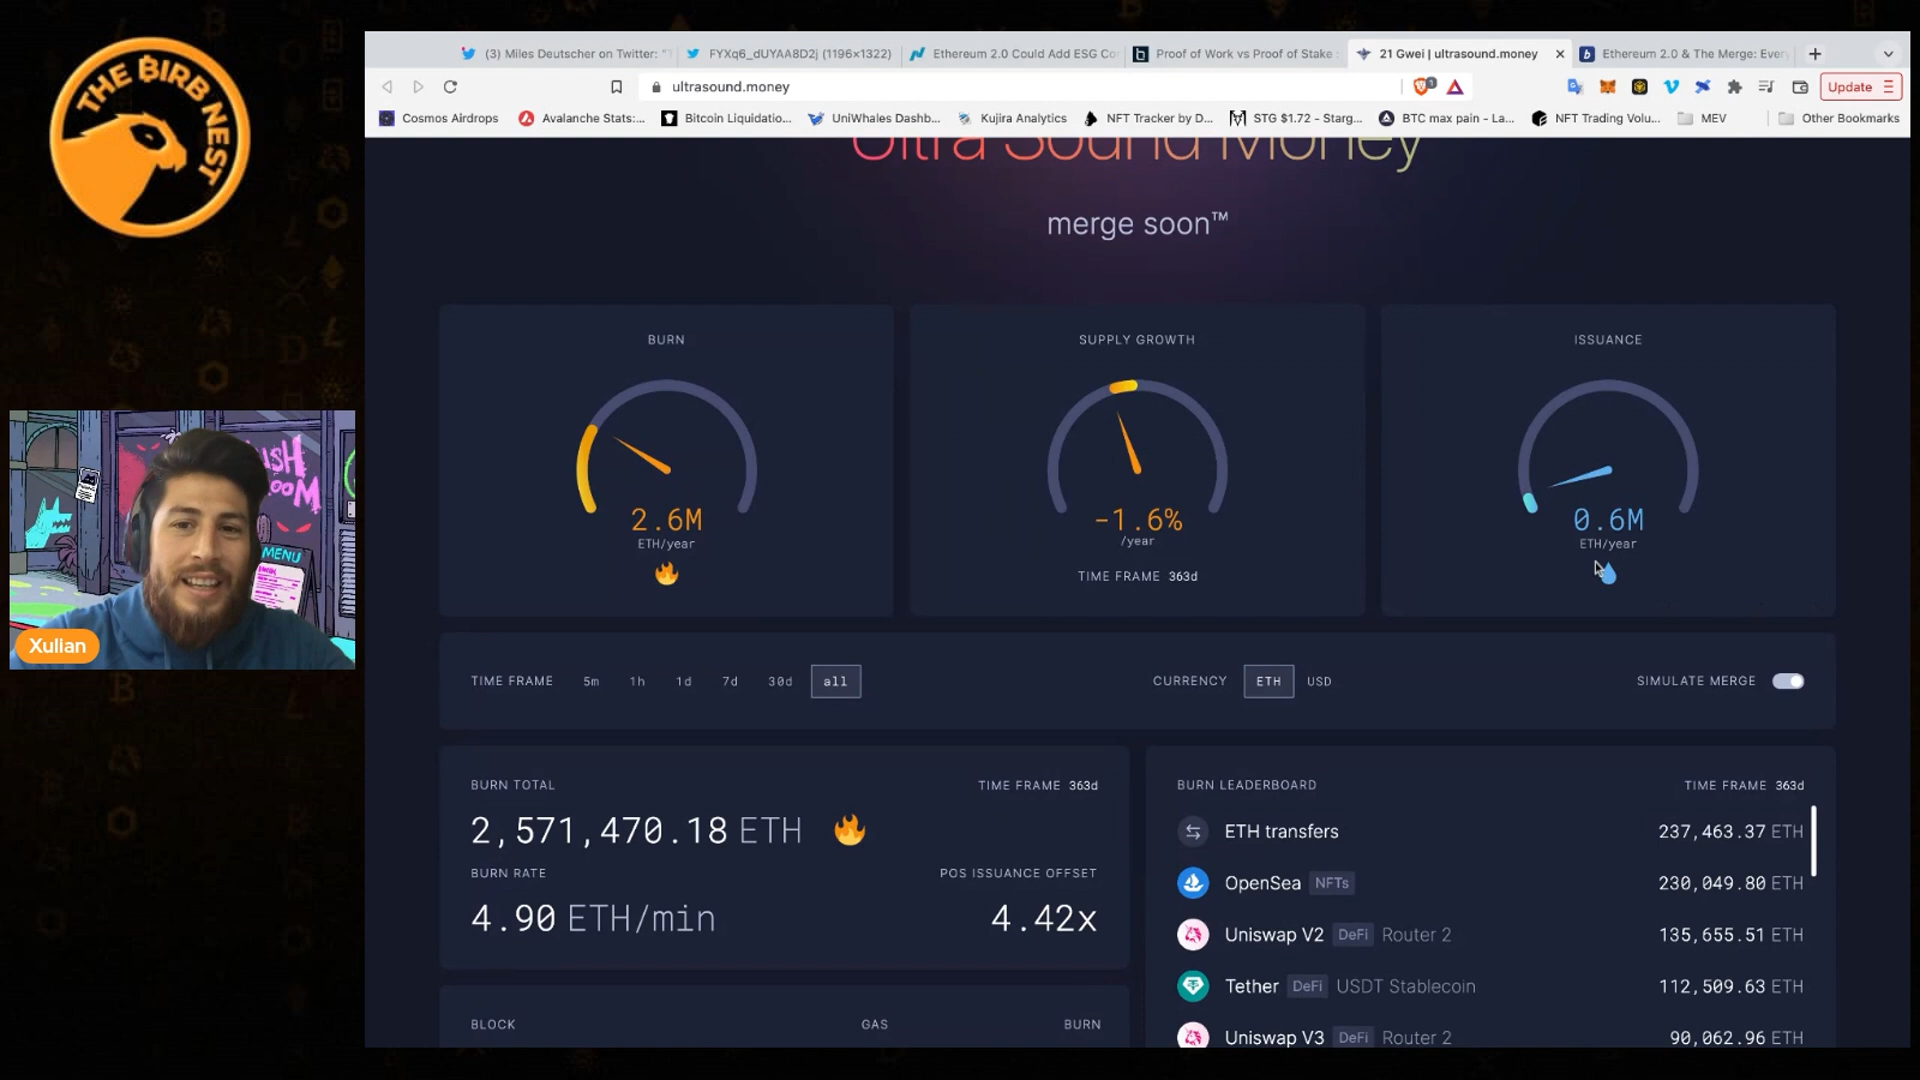 THE BIRB NEST
(3) Miles Deutscher on Twitter: "T
FYXq6_dUYAA8D2j (1196×1322)
Ethereum 2.0 Could Add ESG Co
Proof of Work vs Proof of Stake :
21 Gwei | ultrasound.money
Ethereum 2.0 & The Merge: Ever
ultrasound.money
1
Update
Cosmos Airdrops
Avalanche Stats:...
Bitcoin Liquidatio...
UniWhales Dashb...
Kujira Analytics
NFT Tracker by D...
STG $1.72 - Starg...
BTC max pain - La...
NFT Trading Volu...
MEV
Other Bookmarks
Ultra Sound Money
merge soon™
BURN
2.6M
ETH/year
SUPPLY GROWTH
-1.6%
/year
TIME FRAME 363d
ISSUANCE
0.6M
ETH/year
MENU
Xulian
TIME FRAME 5m 1h 1d 7d 30d all
CURRENCY ETH USD
SIMULATE MERGE
BURN TOTAL
TIME FRAME 363d
2,571,470.18 ETH
BURN RATE
POS ISSUANCE OFFSET
4.90 ETH/min
4.42x
BLOCK GAS BURN
BURN LEADERBOARD
TIME FRAME 363d
ETH transfers 237,463.37 ETH
OpenSea NFTs 230,049.80 ETH
Uniswap V2 DeFi Router 2 135,655.51 ETH
Tether DeFi USDT Stablecoin 112,509.63 ETH
Uniswap V3 DeFi Router 2 90,062.96 ETH